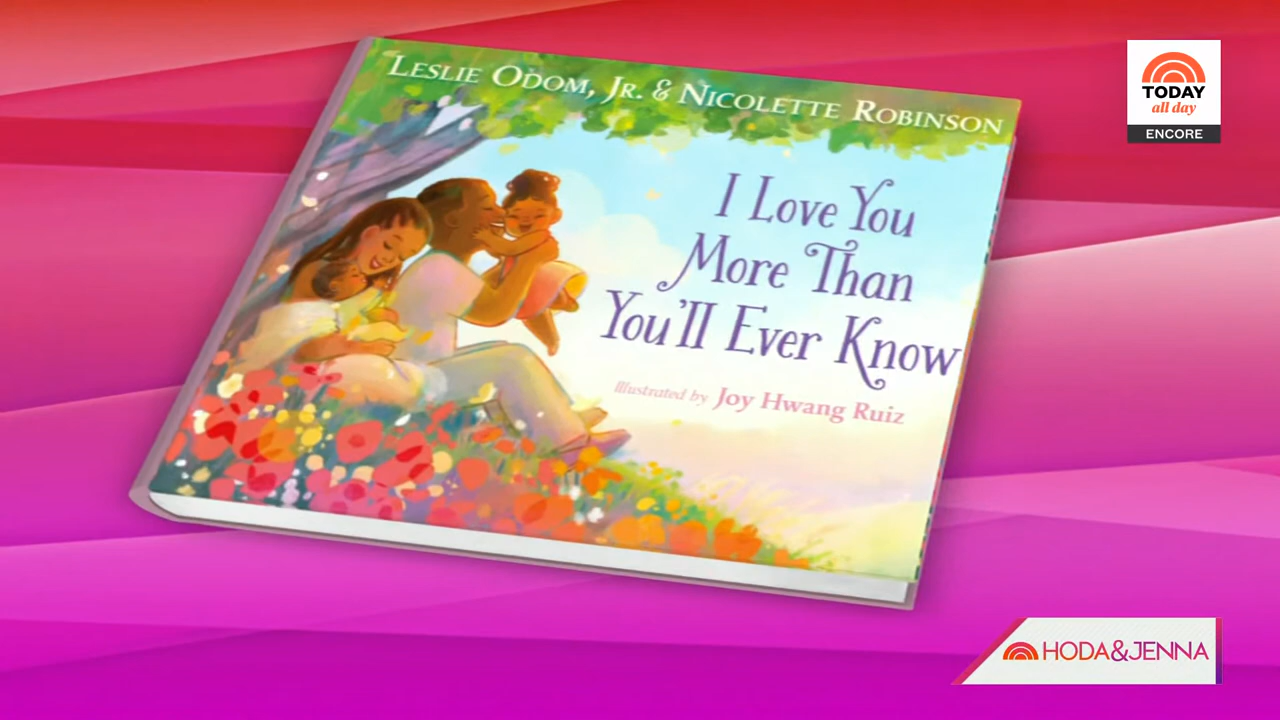 LESLIE ODOM, JR. & NICOLETTE ROBINSON
I Love You
More Than
You'll Ever Know
Illustrated by Joy Hwang Ruiz
TODAY
all day
ENCORE
HODA&JENNA